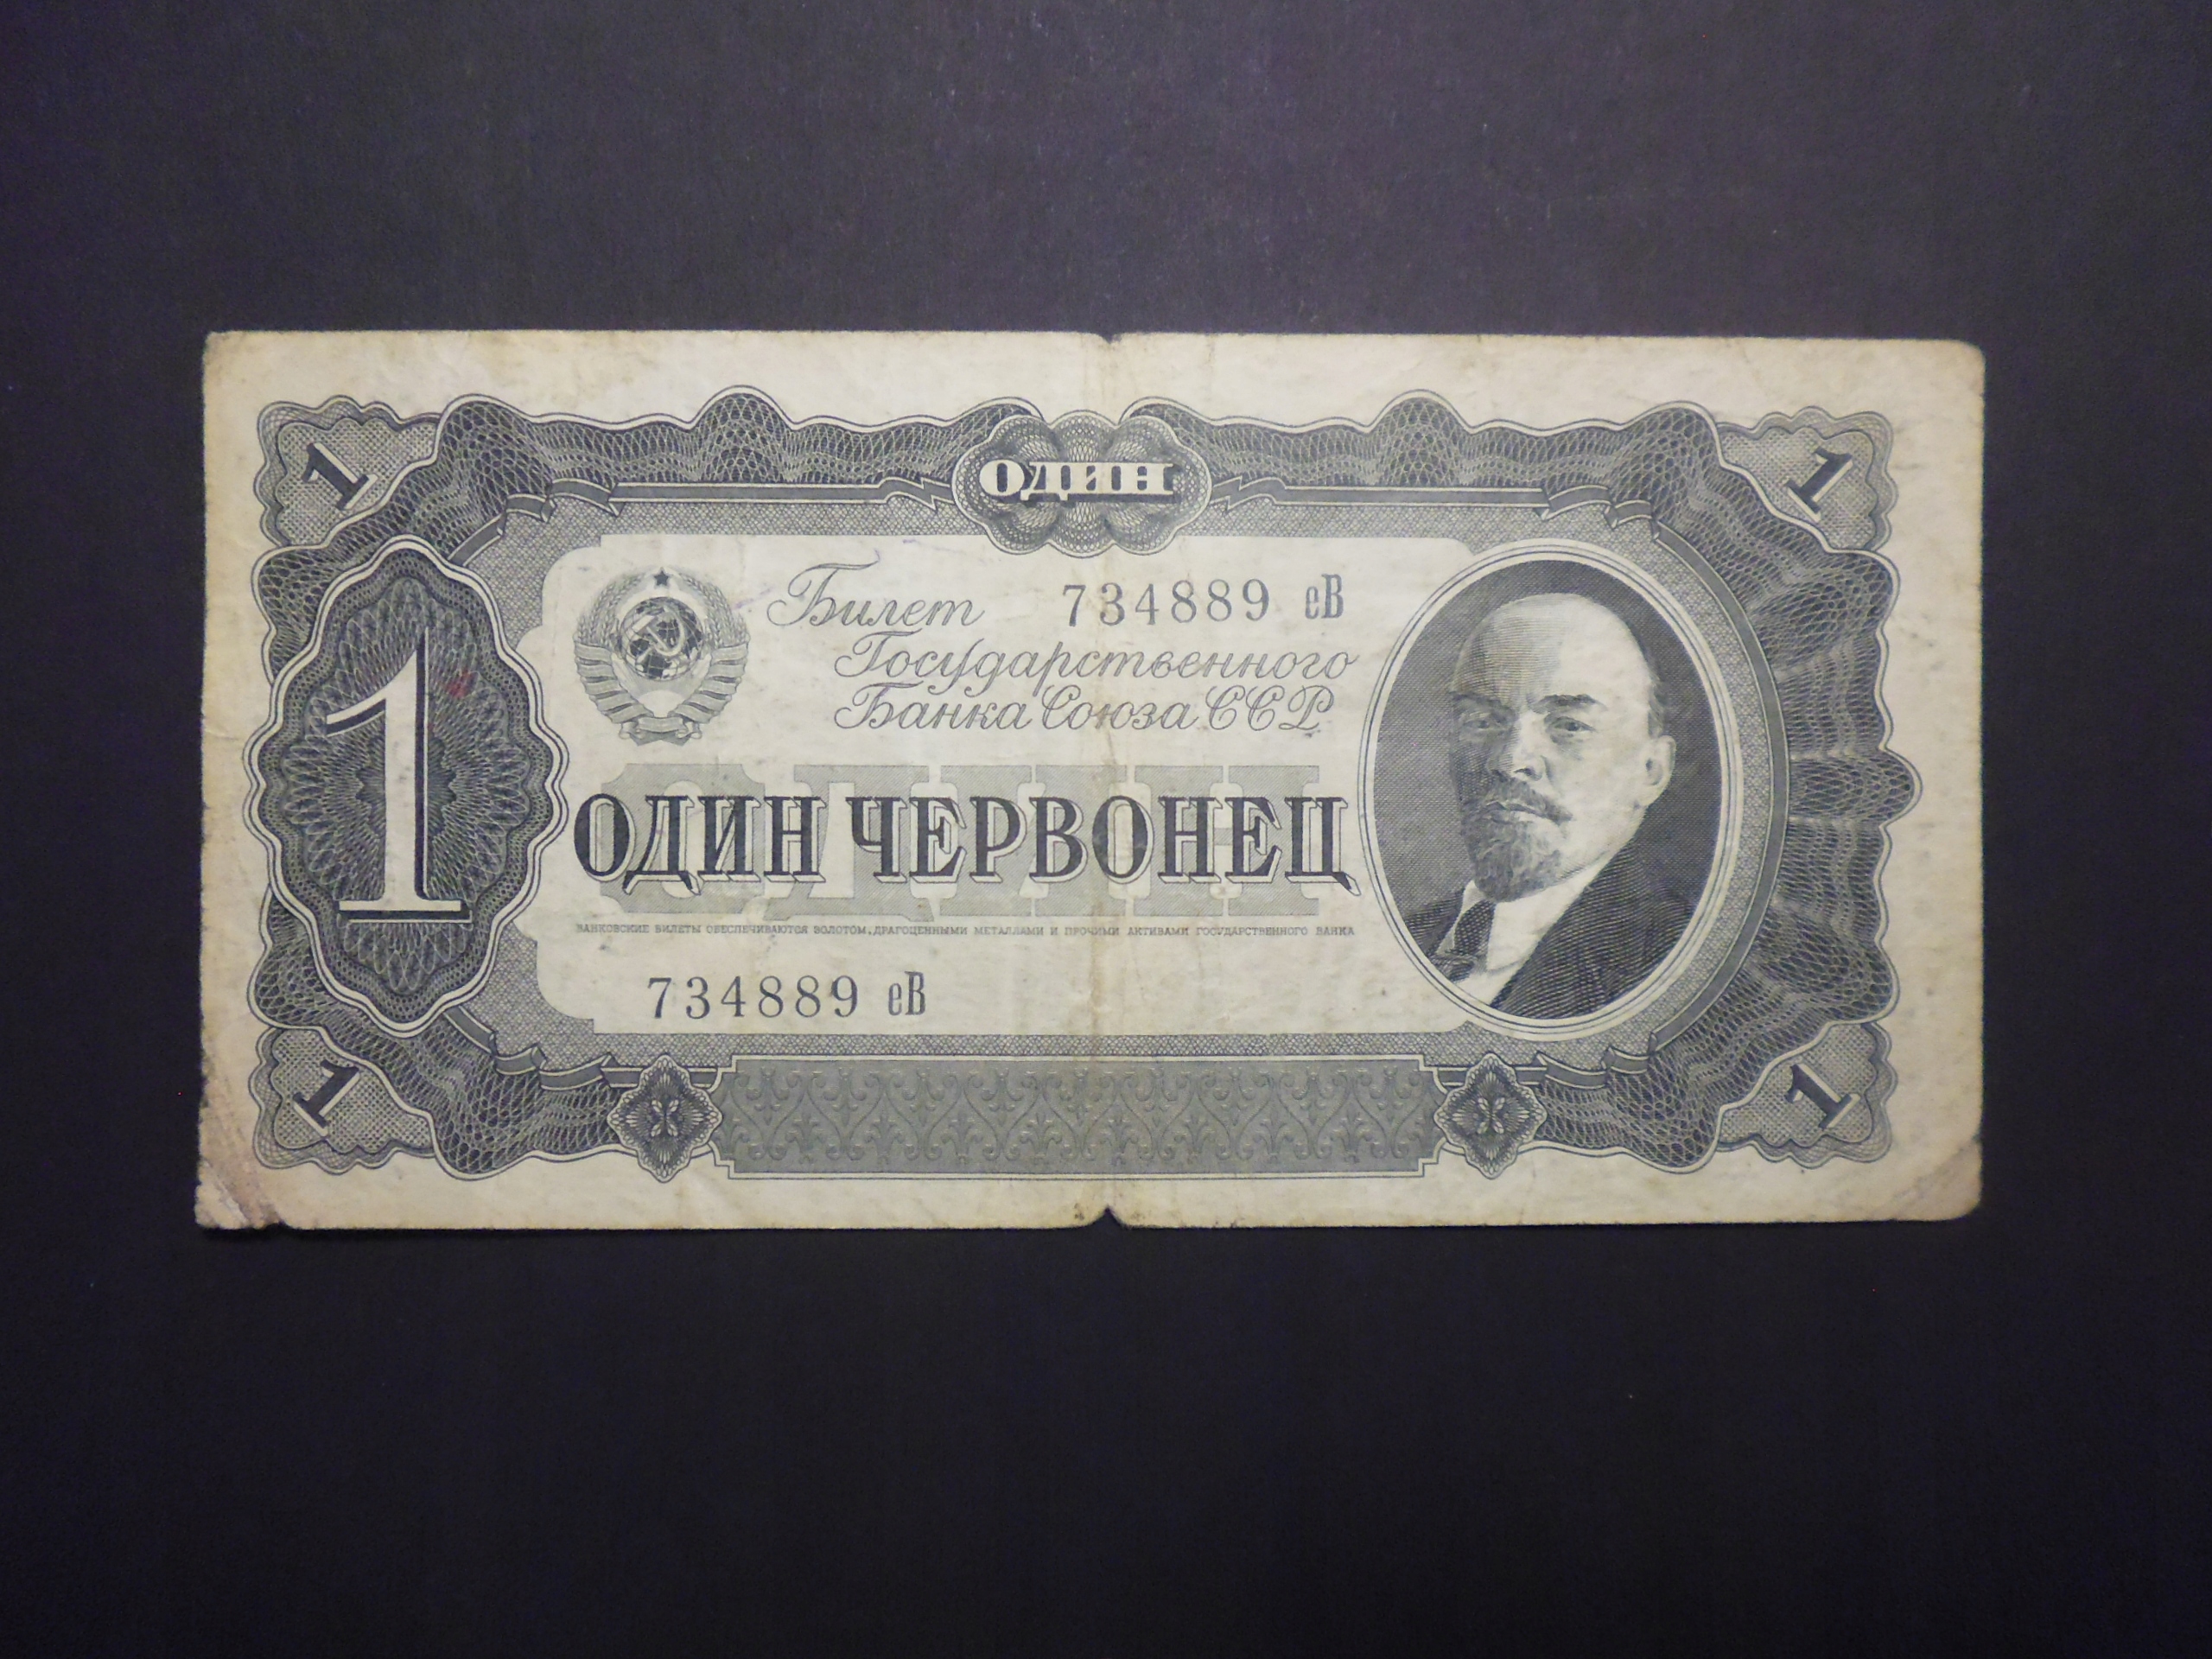 1
ОДИН
1
Билет 734889 еВ
Государственного
Банка Союза ССР
1
ОДИН
ОДИН ЧЕРВОНЕЦ
БАНКОВСКИЕ БИЛЕТЫ ОБЕСПЕЧИВАЮТСЯ ЗОЛОТОМ, ДРАГОЦЕННЫМИ МЕТАЛЛАМИ И ПРОЧИМИ АКТИВАМИ ГОСУДАРСТВЕННОГО БАНКА
734889 еВ
1
1